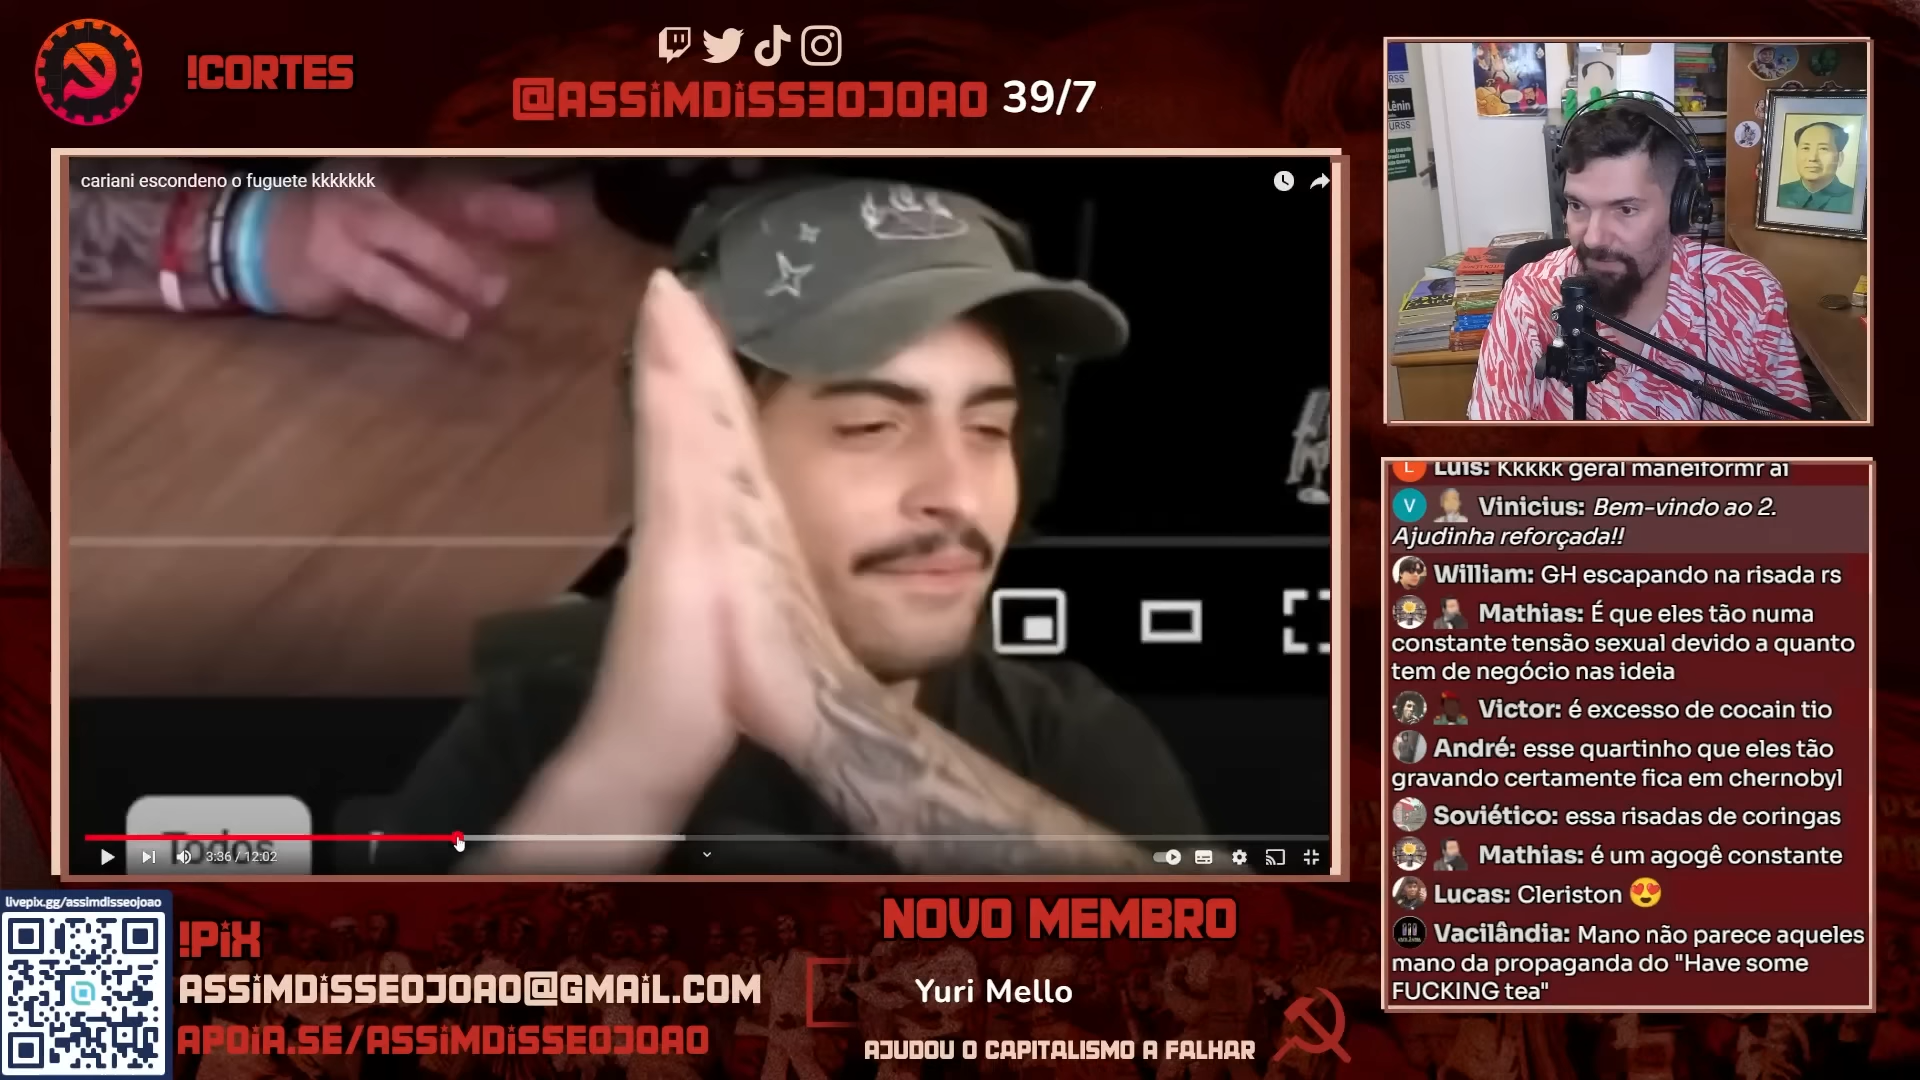 !CORTES
@ASSIMDISSEOJOAO 39/7
cariani escondeno o fuguete kkkkkkk
Todos
3:36 / 12:02
RSS
Lênin
URSS
Luis: Kkkkk geral maneiformr ai
Vinicius: Bem-vindo ao 2.
Ajudinha reforçada!!
William: GH escapando na risada rs
Mathias: É que eles tão numa
constante tensão sexual devido a quanto
tem de negócio nas ideia
Victor: é excesso de cocain tio
André: esse quartinho que eles tão
gravando certamente fica em chernobyl
Soviético: essa risadas de coringas
Mathias: é um agogê constante
Lucas: Cleriston 😍
Vacilândia: Mano não parece aqueles
mano da propaganda do "Have some
FUCKING tea"
livepix.gg/assimdisseojoao
!PIX
ASSIMDISSEOJOAO@GMAIL.COM
APOIA.SE/ASSIMDISSEOJOAO
NOVO MEMBRO
Yuri Mello
AJUDOU O CAPITALISMO A FALHAR